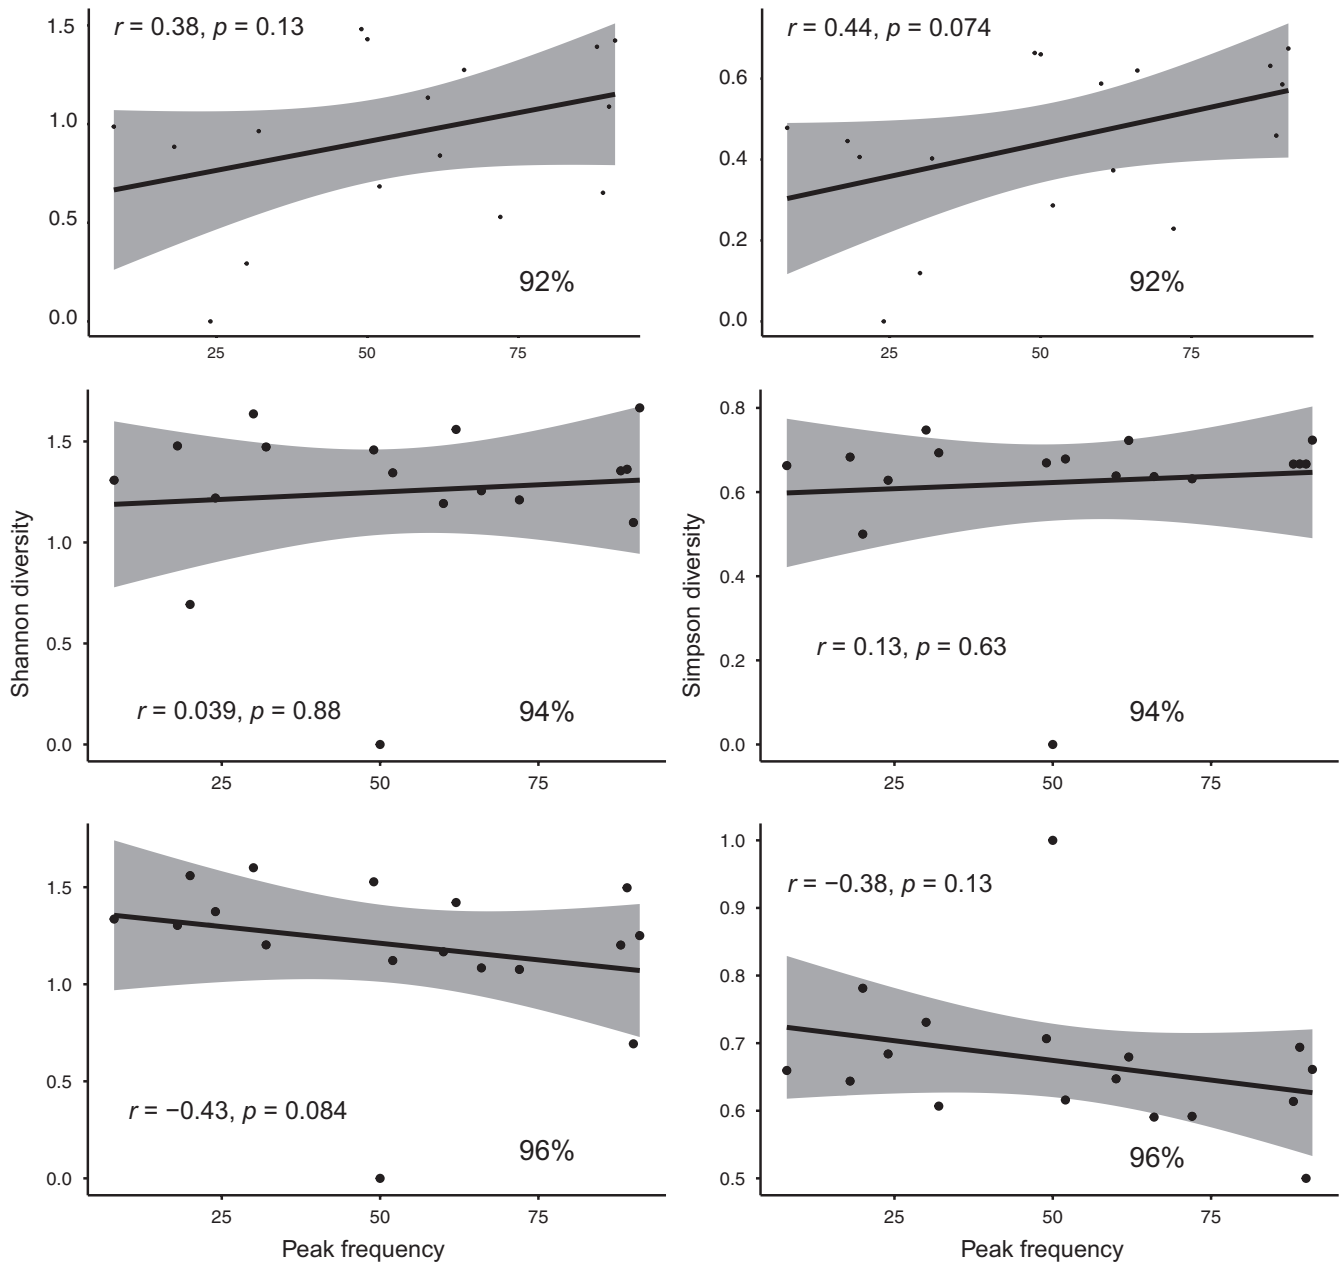 r = 0.38, p = 0.13
1.5
1.0
0.5
0.0
92%
25 50 75
r = 0.44, p = 0.074
0.6
0.4
0.2
0.0
92%
25 50 75
Shannon diversity
1.5
1.0
0.5
0.0
r = 0.039, p = 0.88
94%
25 50 75
Simpson diversity
0.8
0.6
0.4
0.2
0.0
r = 0.13, p = 0.63
94%
25 50 75
1.5
1.0
0.5
0.0
r = −0.43, p = 0.084
96%
25 50 75
Peak frequency
1.0
0.9
0.8
0.7
0.6
0.5
r = −0.38, p = 0.13
96%
25 50 75
Peak frequency